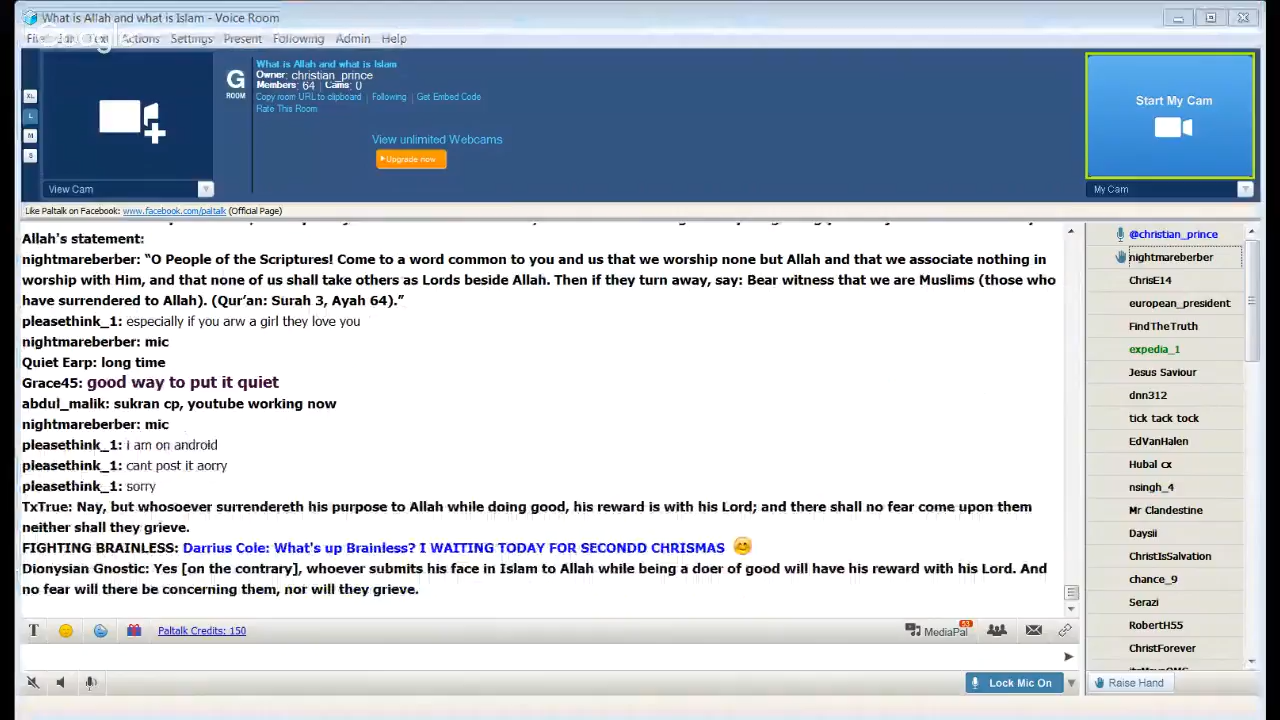 What is Allah and what is Islam - Voice Room
Text Actions Settings Present Following Admin Help
What is Allah and what is Islam
G
ROOM
Owner: christian_prince
Members: 64 | Cams: 0
Copy room URL to clipboard | Following | Get Embed Code
Rate This Room
View unlimited Webcams
Upgrade now
XL
L
M
S
View Cam
Start My Cam
My Cam
Like Paltalk on Facebook: www.facebook.com/paltalk (Official Page)
Allah's statement:
nightmareberber: “O People of the Scriptures! Come to a word common to you and us that we worship none but Allah and that we associate nothing in
worship with Him, and that none of us shall take others as Lords beside Allah. Then if they turn away, say: Bear witness that we are Muslims (those who
have surrendered to Allah). (Qur’an: Surah 3, Ayah 64).”
pleasethink_1: especially if you arw a girl they love you
nightmareberber: mic
Quiet Earp: long time
Grace45: good way to put it quiet
abdul_malik: sukran cp, youtube working now
nightmareberber: mic
pleasethink_1: i am on android
pleasethink_1: cant post it aorry
pleasethink_1: sorry
TxTrue: Nay, but whosoever surrendereth his purpose to Allah while doing good, his reward is with his Lord; and there shall no fear come upon them
neither shall they grieve.
FIGHTING BRAINLESS: Darrius Cole: What's up Brainless? I WAITING TODAY FOR SECONDD CHRISMAS
Dionysian Gnostic: Yes [on the contrary], whoever submits his face in Islam to Allah while being a doer of good will have his reward with his Lord. And
no fear will there be concerning them, nor will they grieve.
@christian_prince
nightmareberber
ChrisE14
european_president
FindTheTruth
expedia_1
Jesus Saviour
dnn312
tick tack tock
EdVanHalen
Hubal cx
nsingh_4
Mr Clandestine
Daysii
ChristIsSalvation
chance_9
Serazi
RobertH55
ChristForever
T
Paltalk Credits: 150
MediaPal
53
Lock Mic On
Raise Hand